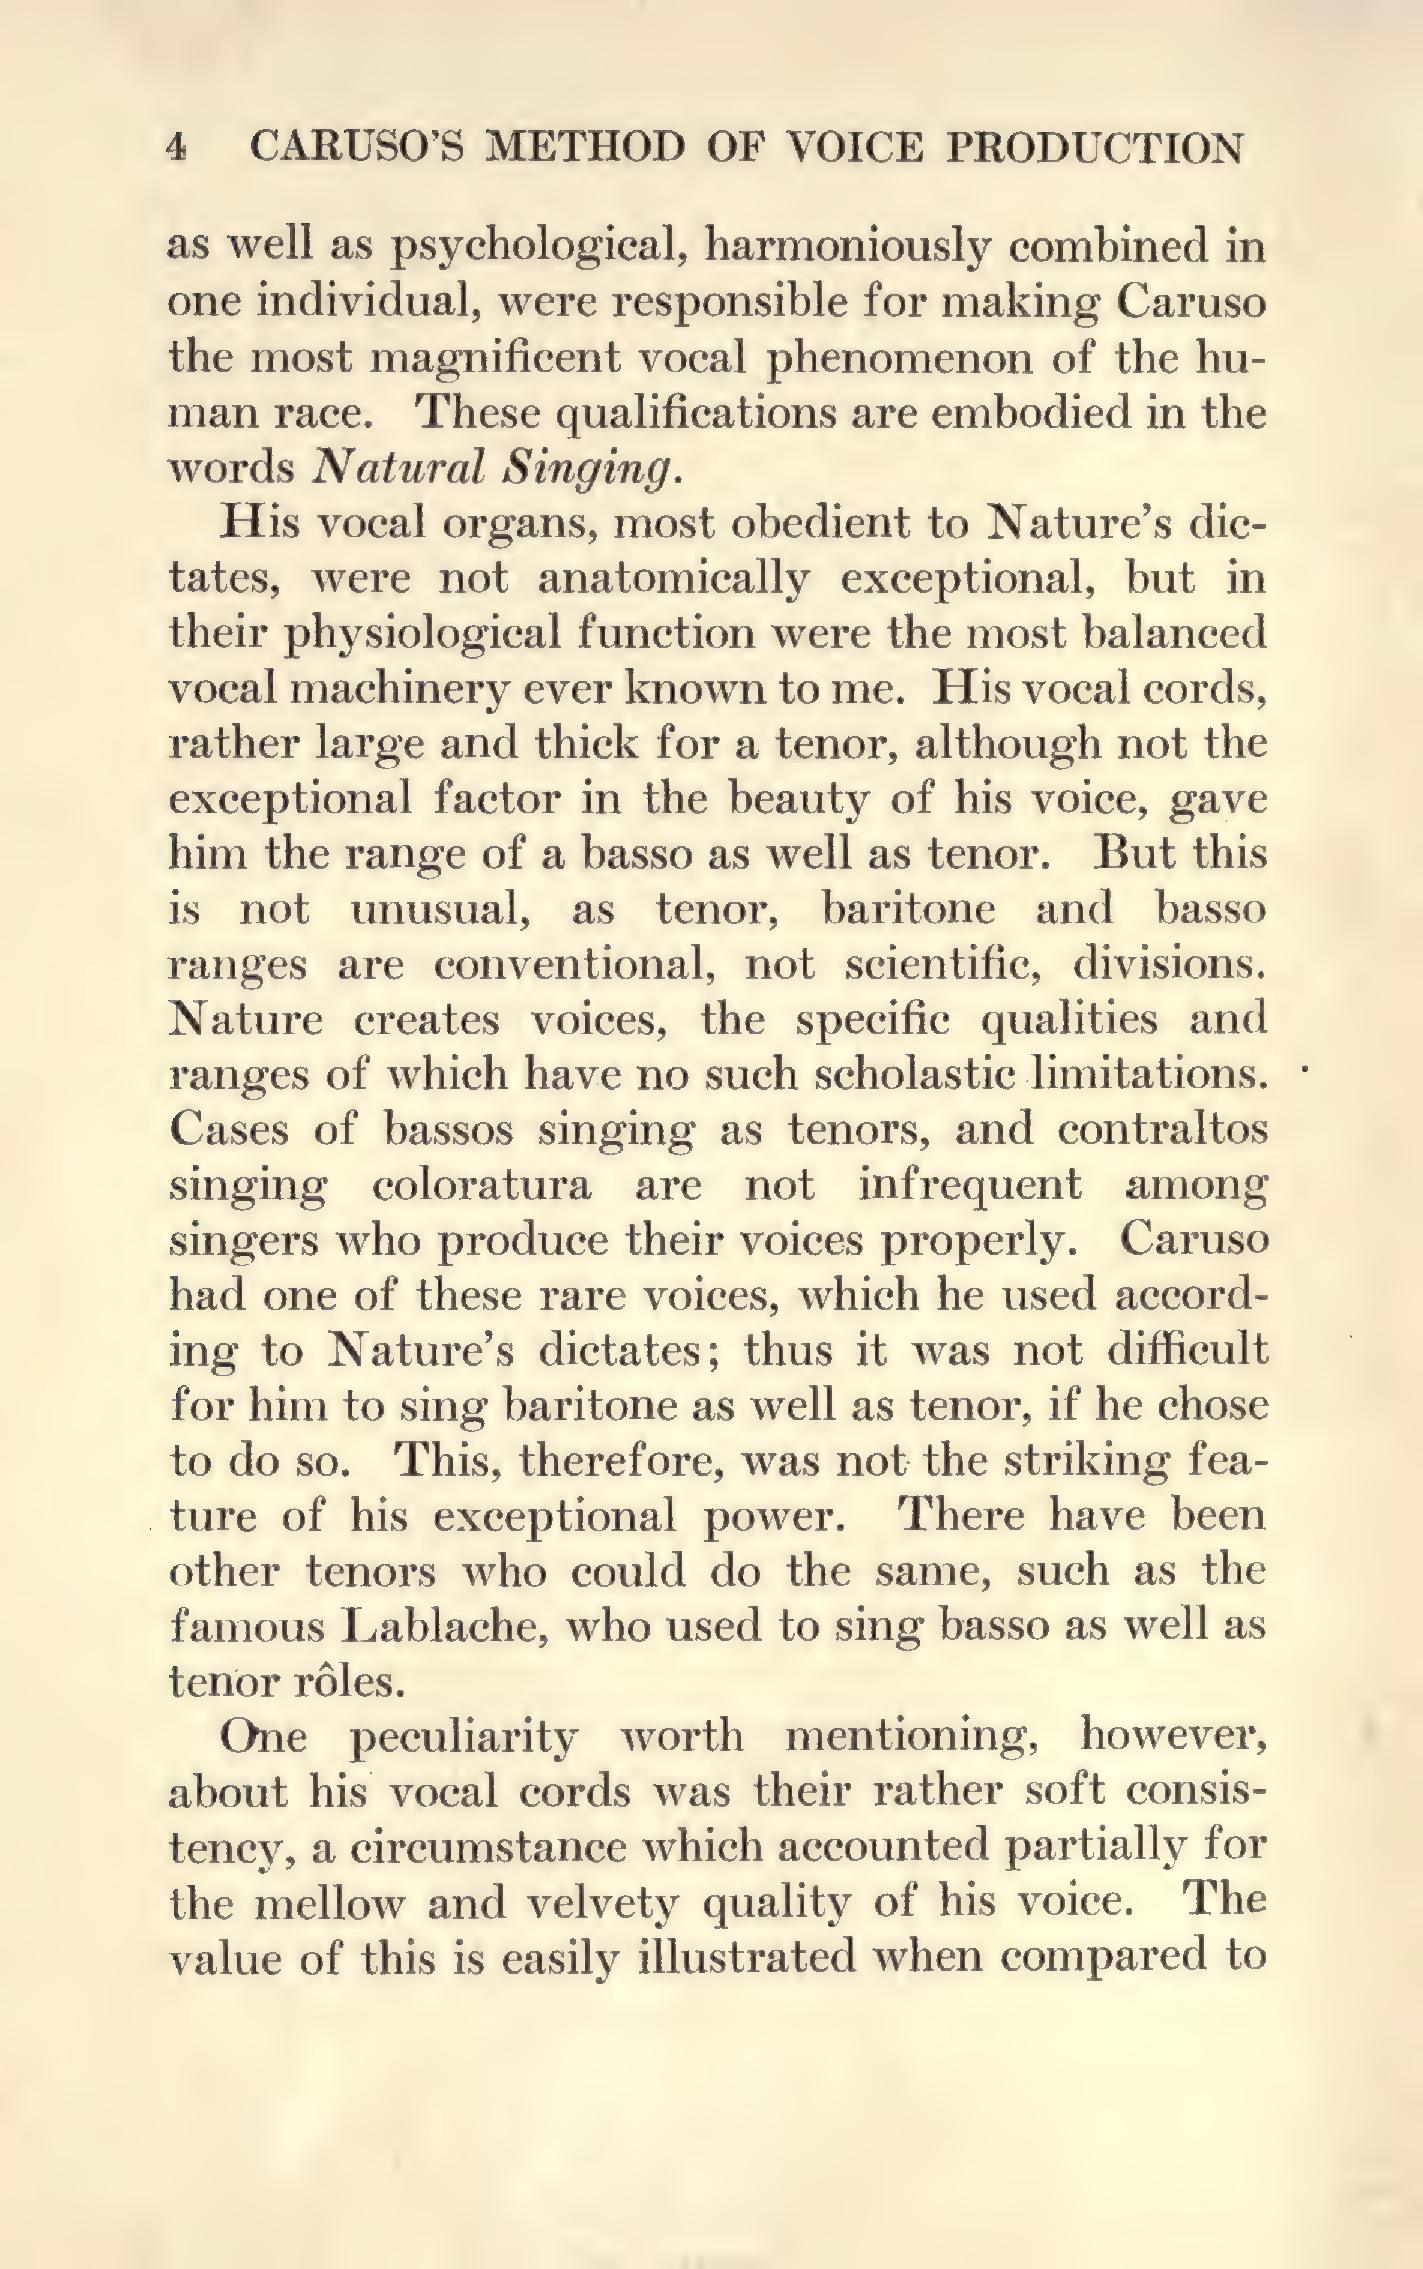 4 CARUSO'S METHOD OF VOICE PRODUCTION
as well as psychological, harmoniously combined in
one individual, were responsible for making Caruso
the most magnificent vocal phenomenon of the hu-
man race. These qualifications are embodied in the
words Natural Singing.
His vocal organs, most obedient to Nature's dic-
tates, were not anatomically exceptional, but in
their physiological function were the most balanced
vocal machinery ever known to me. His vocal cords,
rather large and thick for a tenor, although not the
exceptional factor in the beauty of his voice, gave
him the range of a basso as well as tenor. But this
is not unusual, as tenor, baritone and basso
ranges are conventional, not scientific, divisions.
Nature creates voices, the specific qualities and
ranges of which have no such scholastic limitations.
Cases of bassos singing as tenors, and contraltos
singing coloratura are not infrequent among
singers who produce their voices properly. Caruso
had one of these rare voices, which he used accord-
ing to Nature's dictates; thus it was not difficult
for him to sing baritone as well as tenor, if he chose
to do so. This, therefore, was not the striking fea-
ture of his exceptional power. There have been
other tenors who could do the same, such as the
famous Lablache, who used to sing basso as well as
tenor rôles.
One peculiarity worth mentioning, however,
about his vocal cords was their rather soft consis-
tency, a circumstance which accounted partially for
the mellow and velvety quality of his voice. The
value of this is easily illustrated when compared to